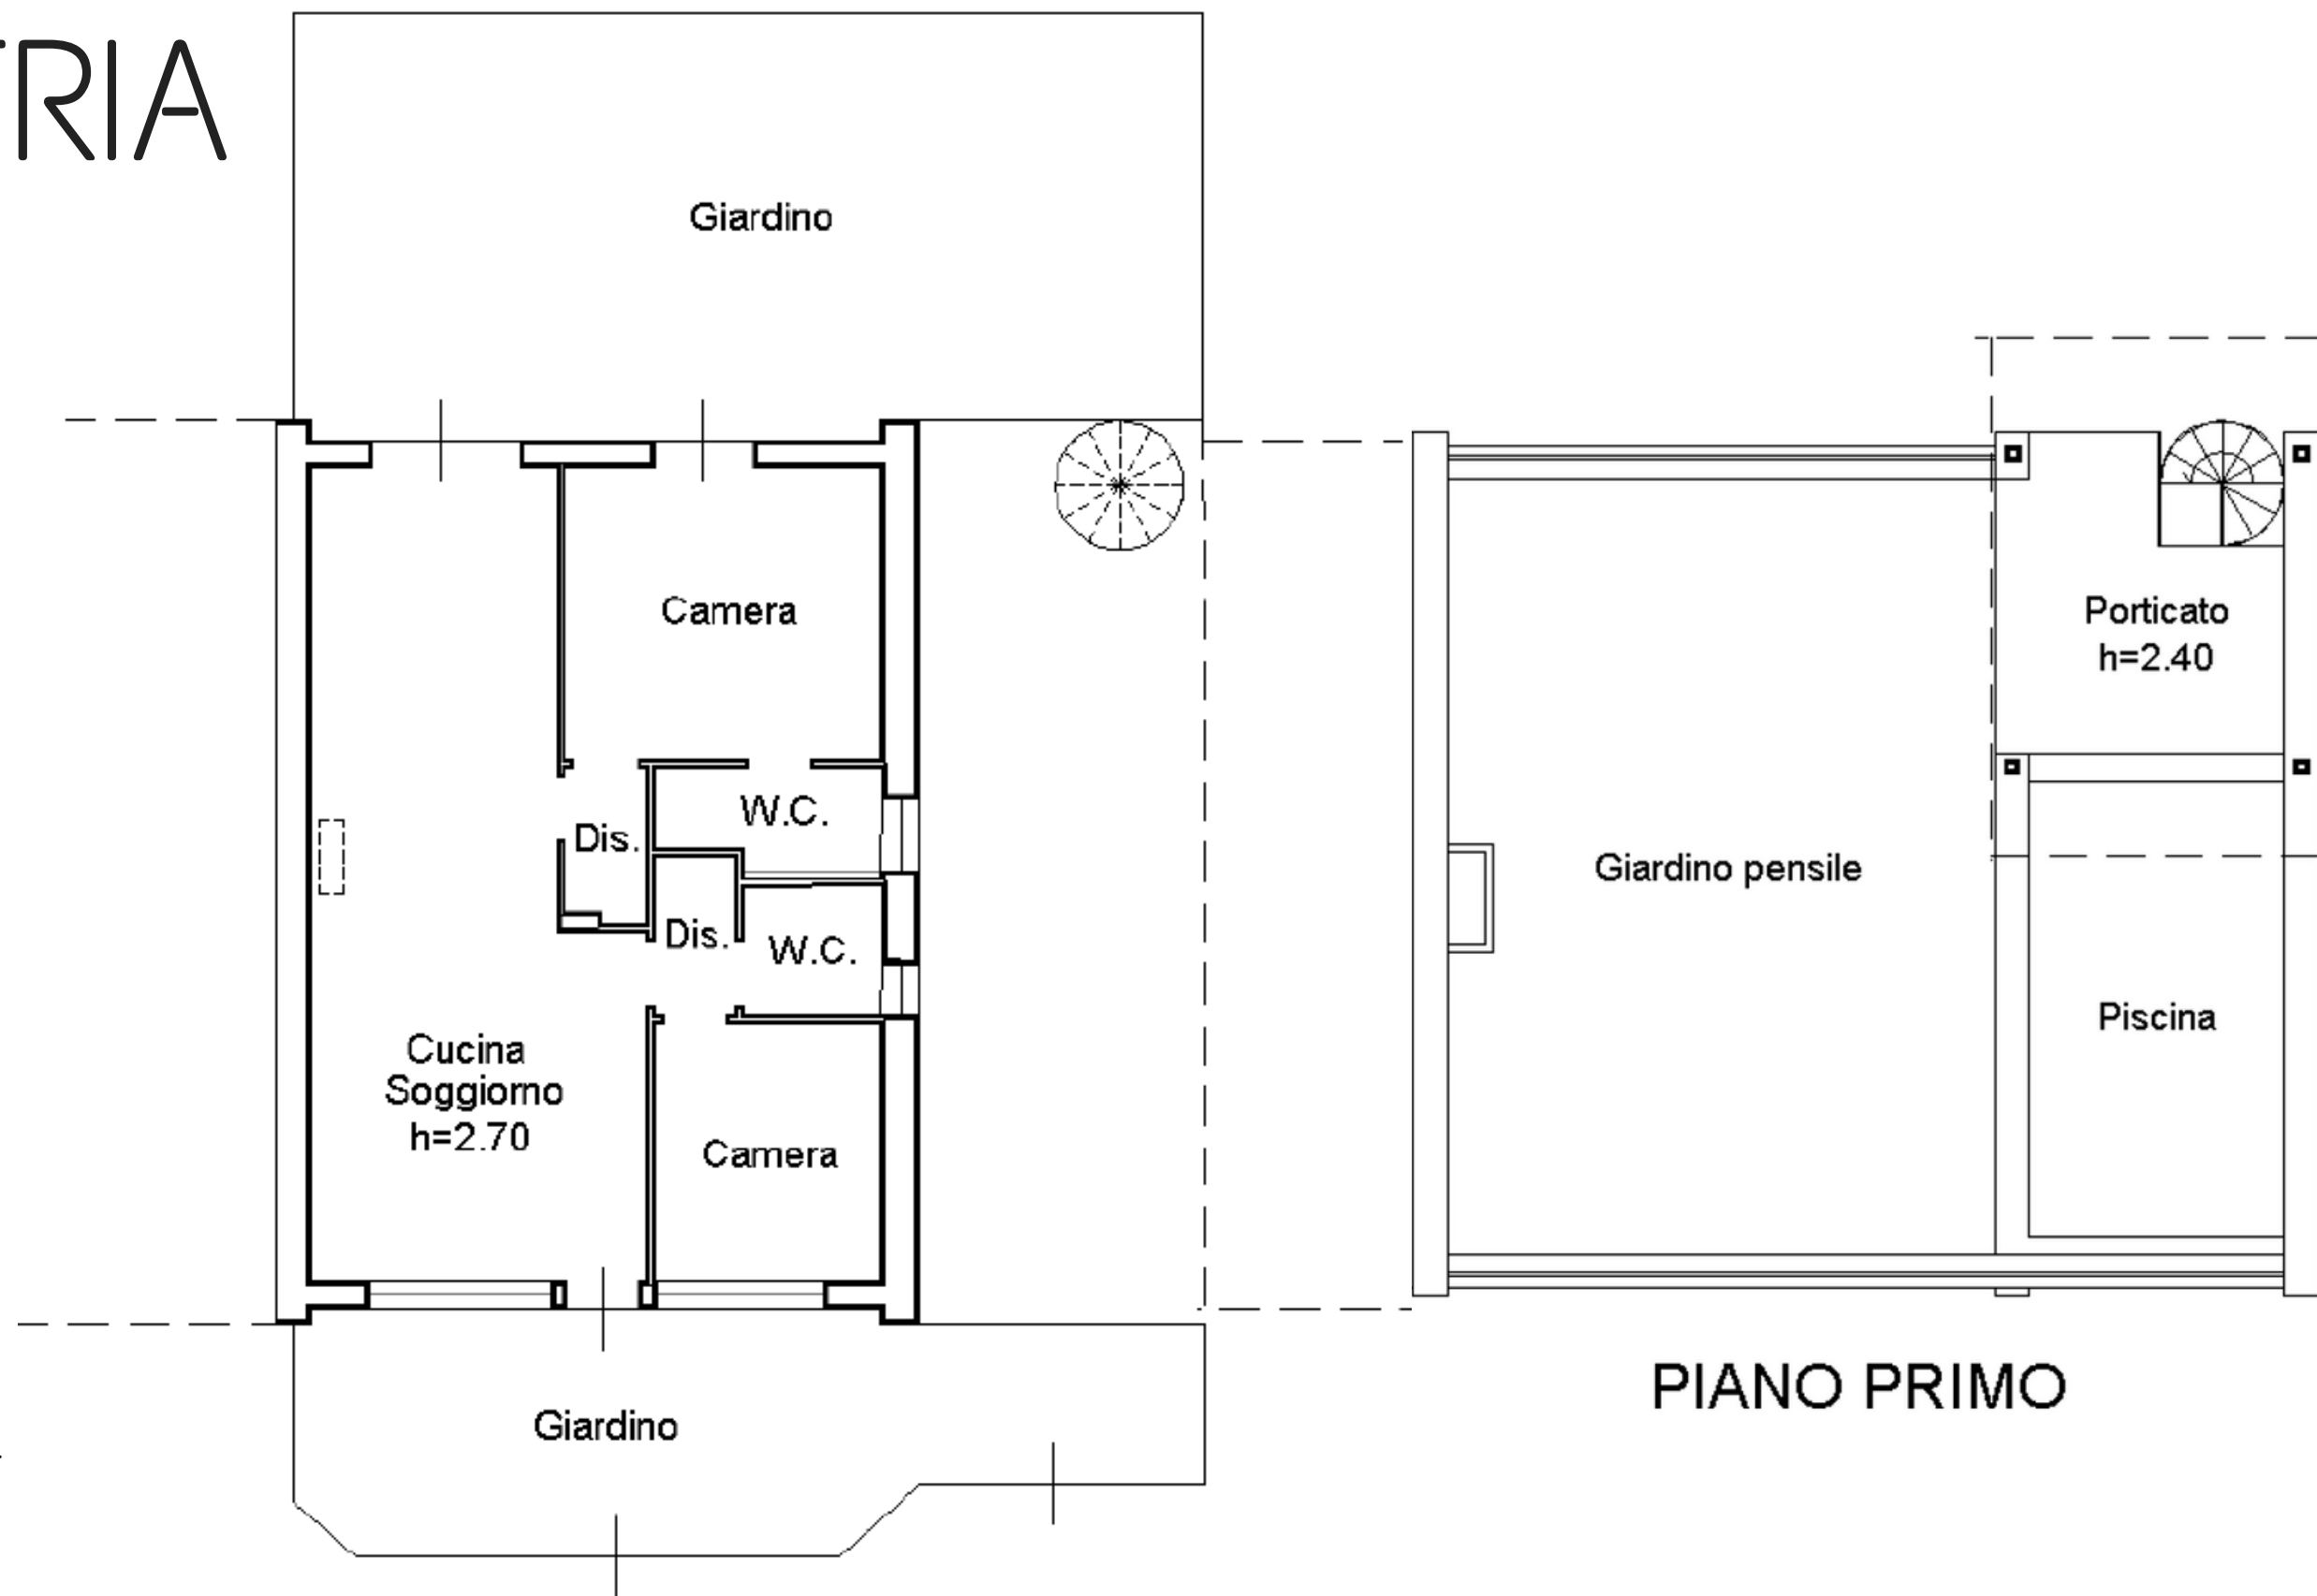 TRIA
Giardino
Camera
Porticato
h=2.40
W.C.
Dis.
Giardino pensile
Dis.
W.C.
Piscina
Cucina
Soggiorno
h=2.70
Camera
PIANO PRIMO
Giardino